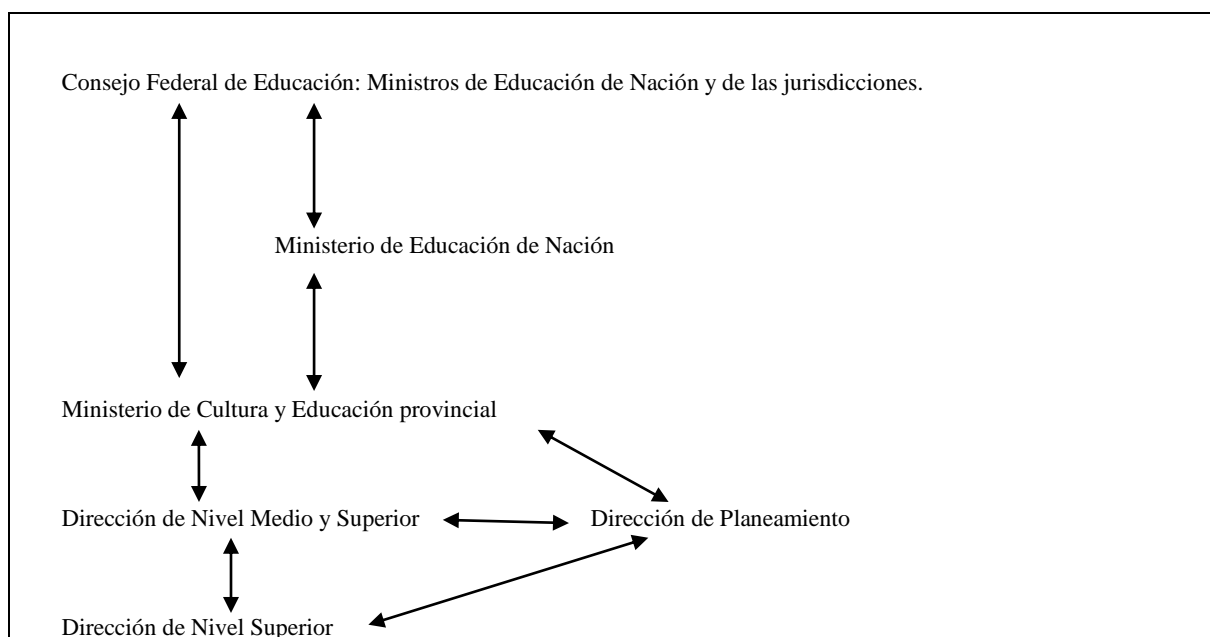 Consejo Federal de Educación: Ministros de Educación de Nación y de las jurisdicciones.
Ministerio de Educación de Nación
Ministerio de Cultura y Educación provincial
Dirección de Nivel Medio y Superior
Dirección de Planeamiento
Dirección de Nivel Superior